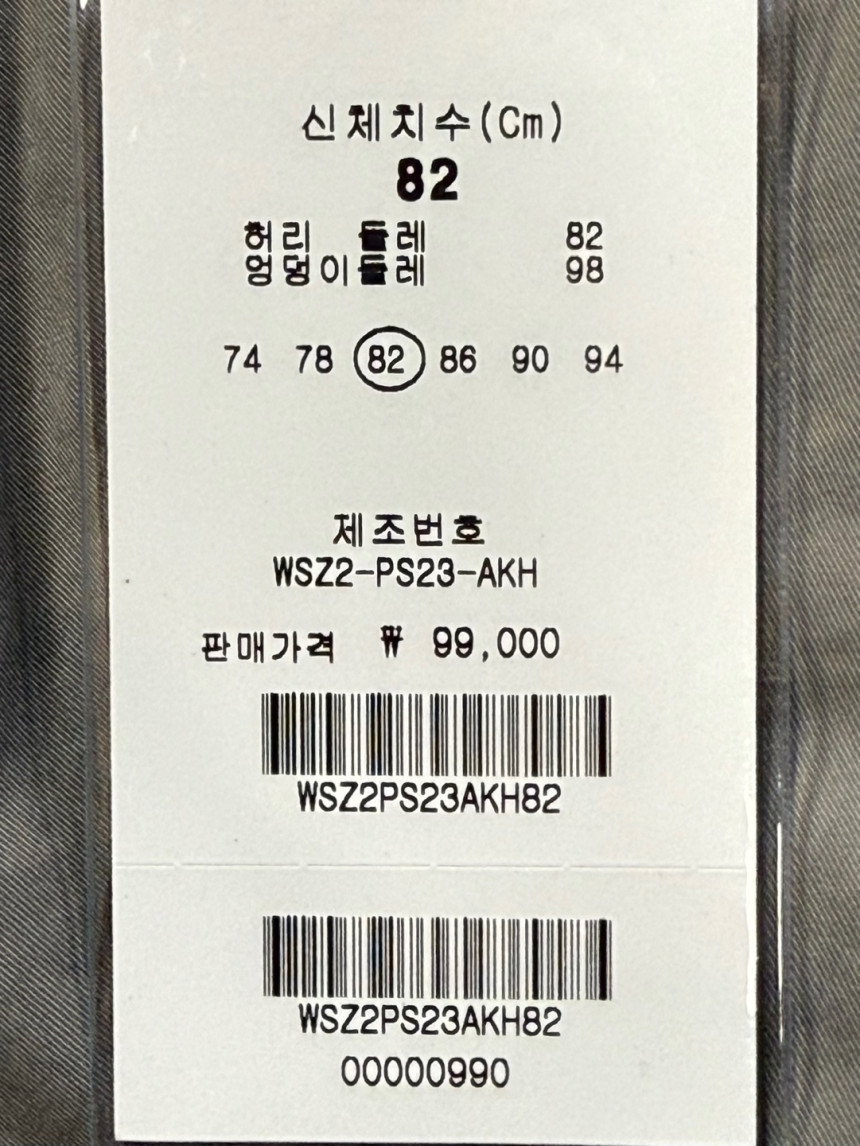 신체치수(Cm)
82
허리 둘레 82
엉덩이둘레 98
74 78 82 86 90 94
제조번호
WSZ2-PS23-AKH
판매가격 ₩ 99,000
WSZ2PS23AKH82
WSZ2PS23AKH82
00000990